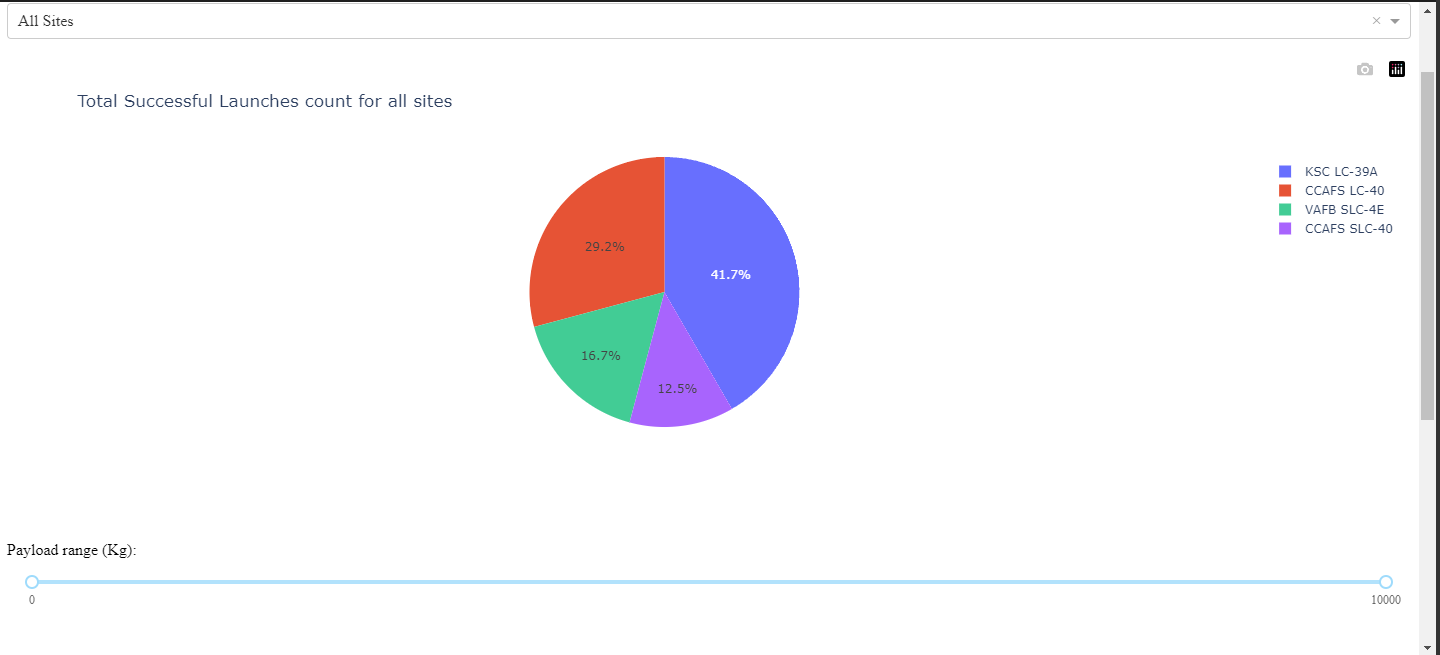 All Sites
Total Successful Launches count for all sites
KSC LC-39A
CCAFS LC-40
VAFB SLC-4E
CCAFS SLC-40
29.2%
41.7%
16.7%
12.5%
Payload range (Kg):
0 10000